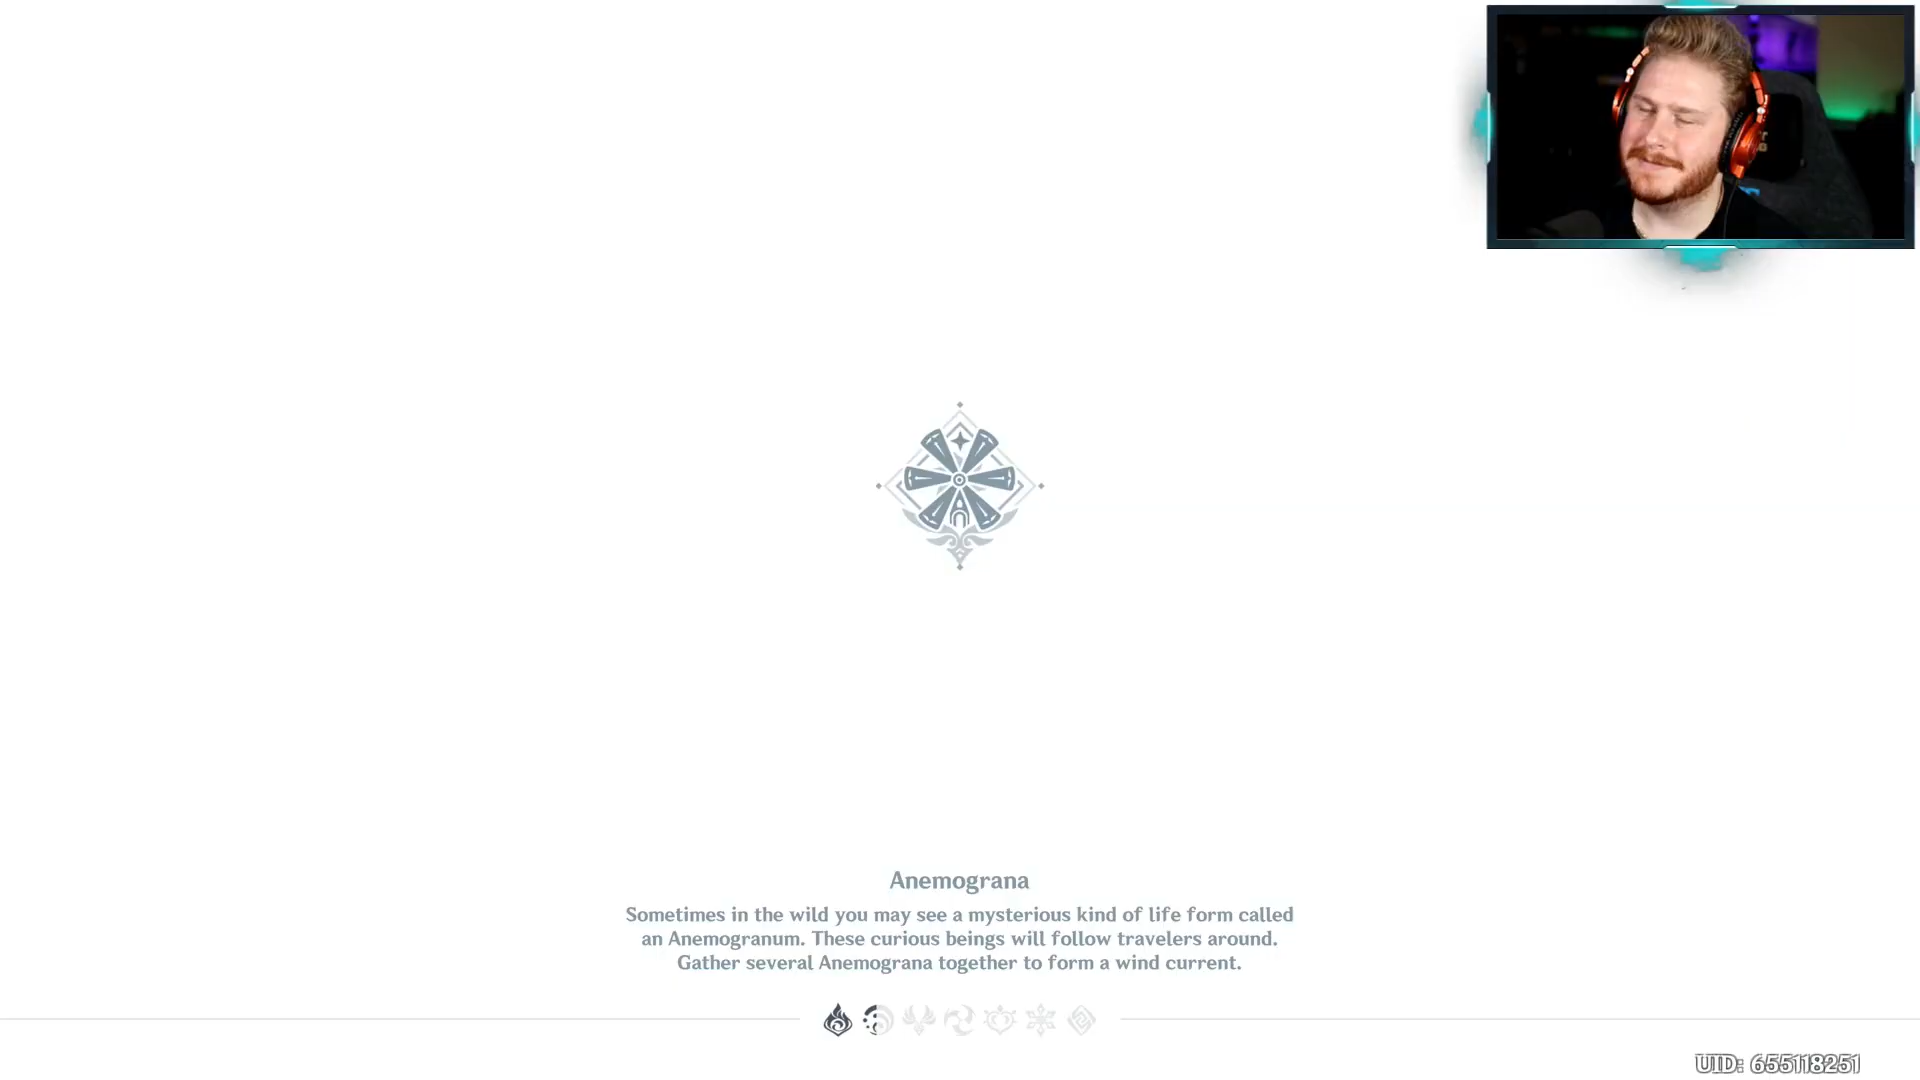 Anemograna
Sometimes in the wild you may see a mysterious kind of life form called
an Anemogranum. These curious beings will follow travelers around.
Gather several Anemograna together to form a wind current.
UID: 655118251